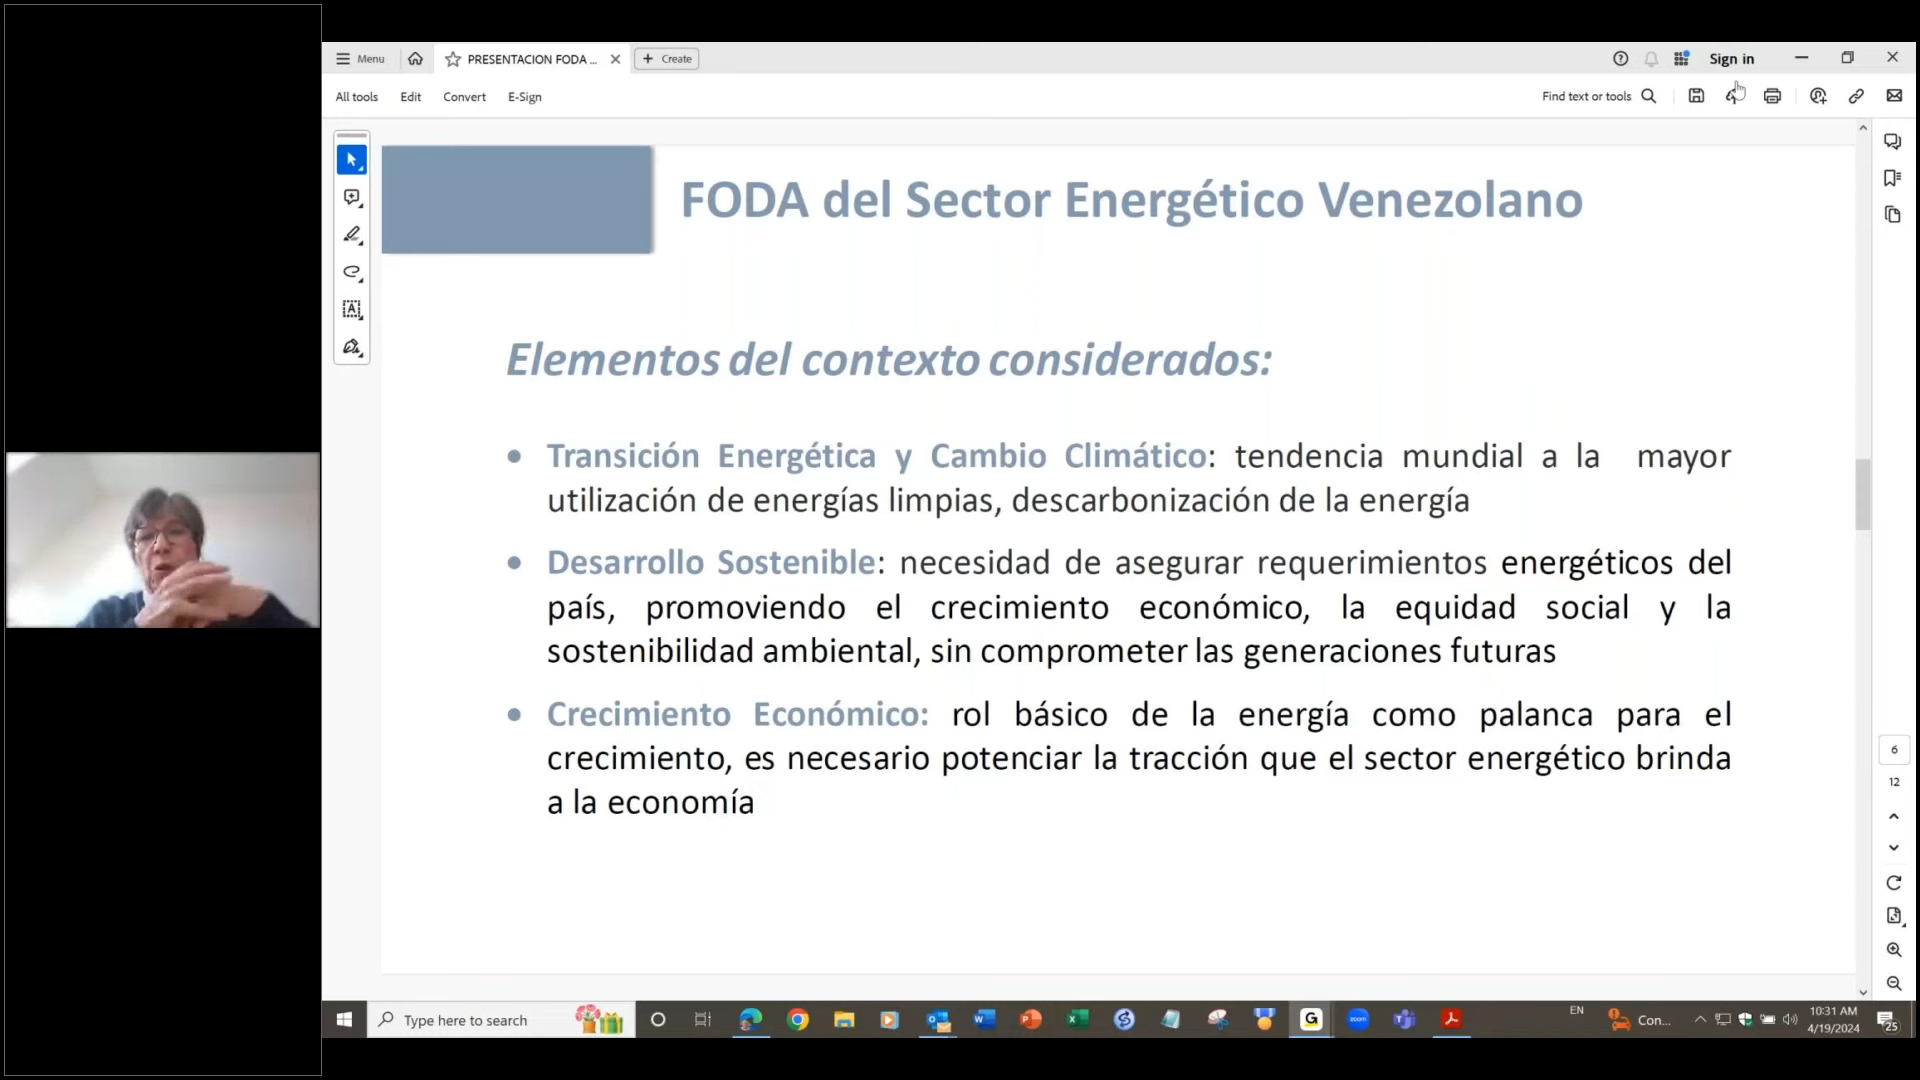 Menu
PRESENTACION FODA ...
Create
Sign in
All tools
Edit
Convert
E-Sign
Find text or tools
FODA del Sector Energético Venezolano
Elementos del contexto considerados:
• Transición Energética y Cambio Climático: tendencia mundial a la mayor
utilización de energías limpias, descarbonización de la energía
• Desarrollo Sostenible: necesidad de asegurar requerimientos energéticos del
país, promoviendo el crecimiento económico, la equidad social y la
sostenibilidad ambiental, sin comprometer las generaciones futuras
• Crecimiento Económico: rol básico de la energía como palanca para el
crecimiento, es necesario potenciar la tracción que el sector energético brinda
a la economía
6
12
Type here to search
zoom
EN
Con...
10:31 AM
4/19/2024
25